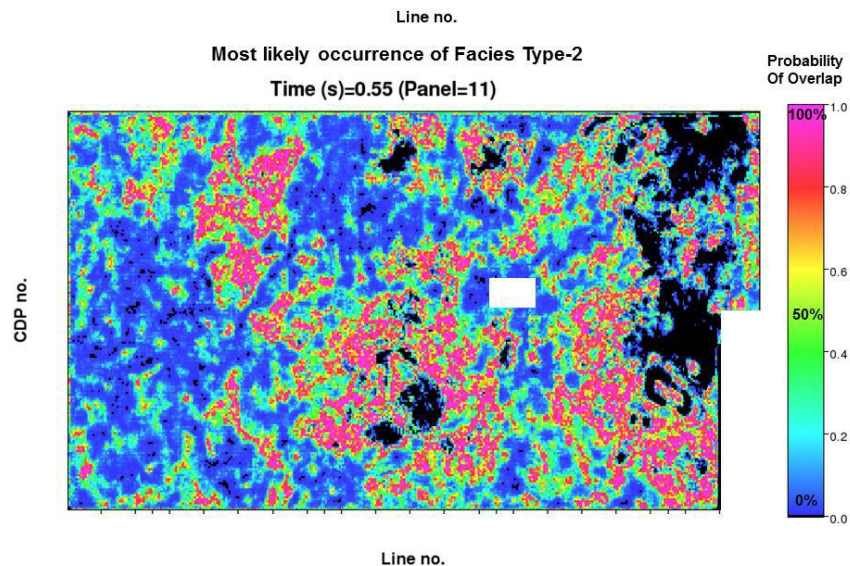 Line no.
Most likely occurrence of Facies Type-2
Time (s)=0.55 (Panel=11)
Probability
Of Overlap
100%
1.0
0.8
0.6
50%
0.4
0.2
0%
0.0
CDP no.
Line no.